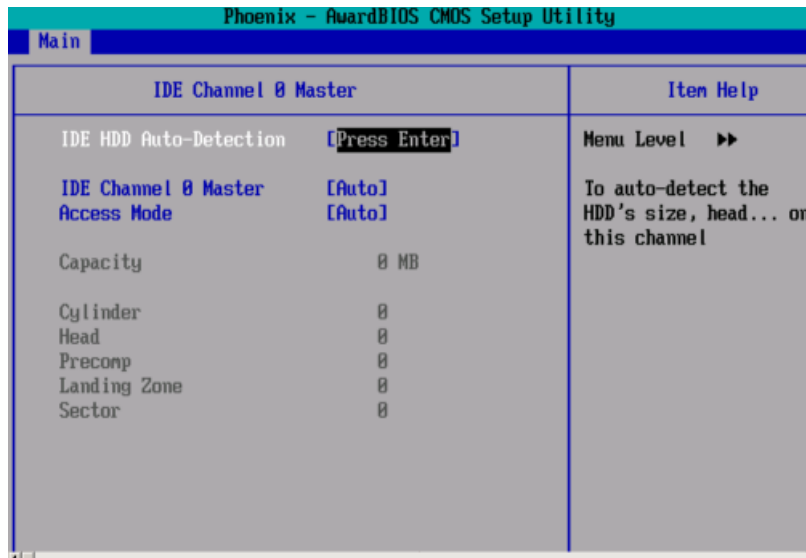 Phoenix - AwardBIOS CMOS Setup Utility
Main
IDE Channel 0 Master
Item Help
IDE HDD Auto-Detection [Press Enter]
Menu Level ▶▶
IDE Channel 0 Master [Auto]
To auto-detect the
Access Mode [Auto]
HDD's size, head... on
this channel
Capacity 0 MB
Cylinder 0
Head 0
Precomp 0
Landing Zone 0
Sector 0